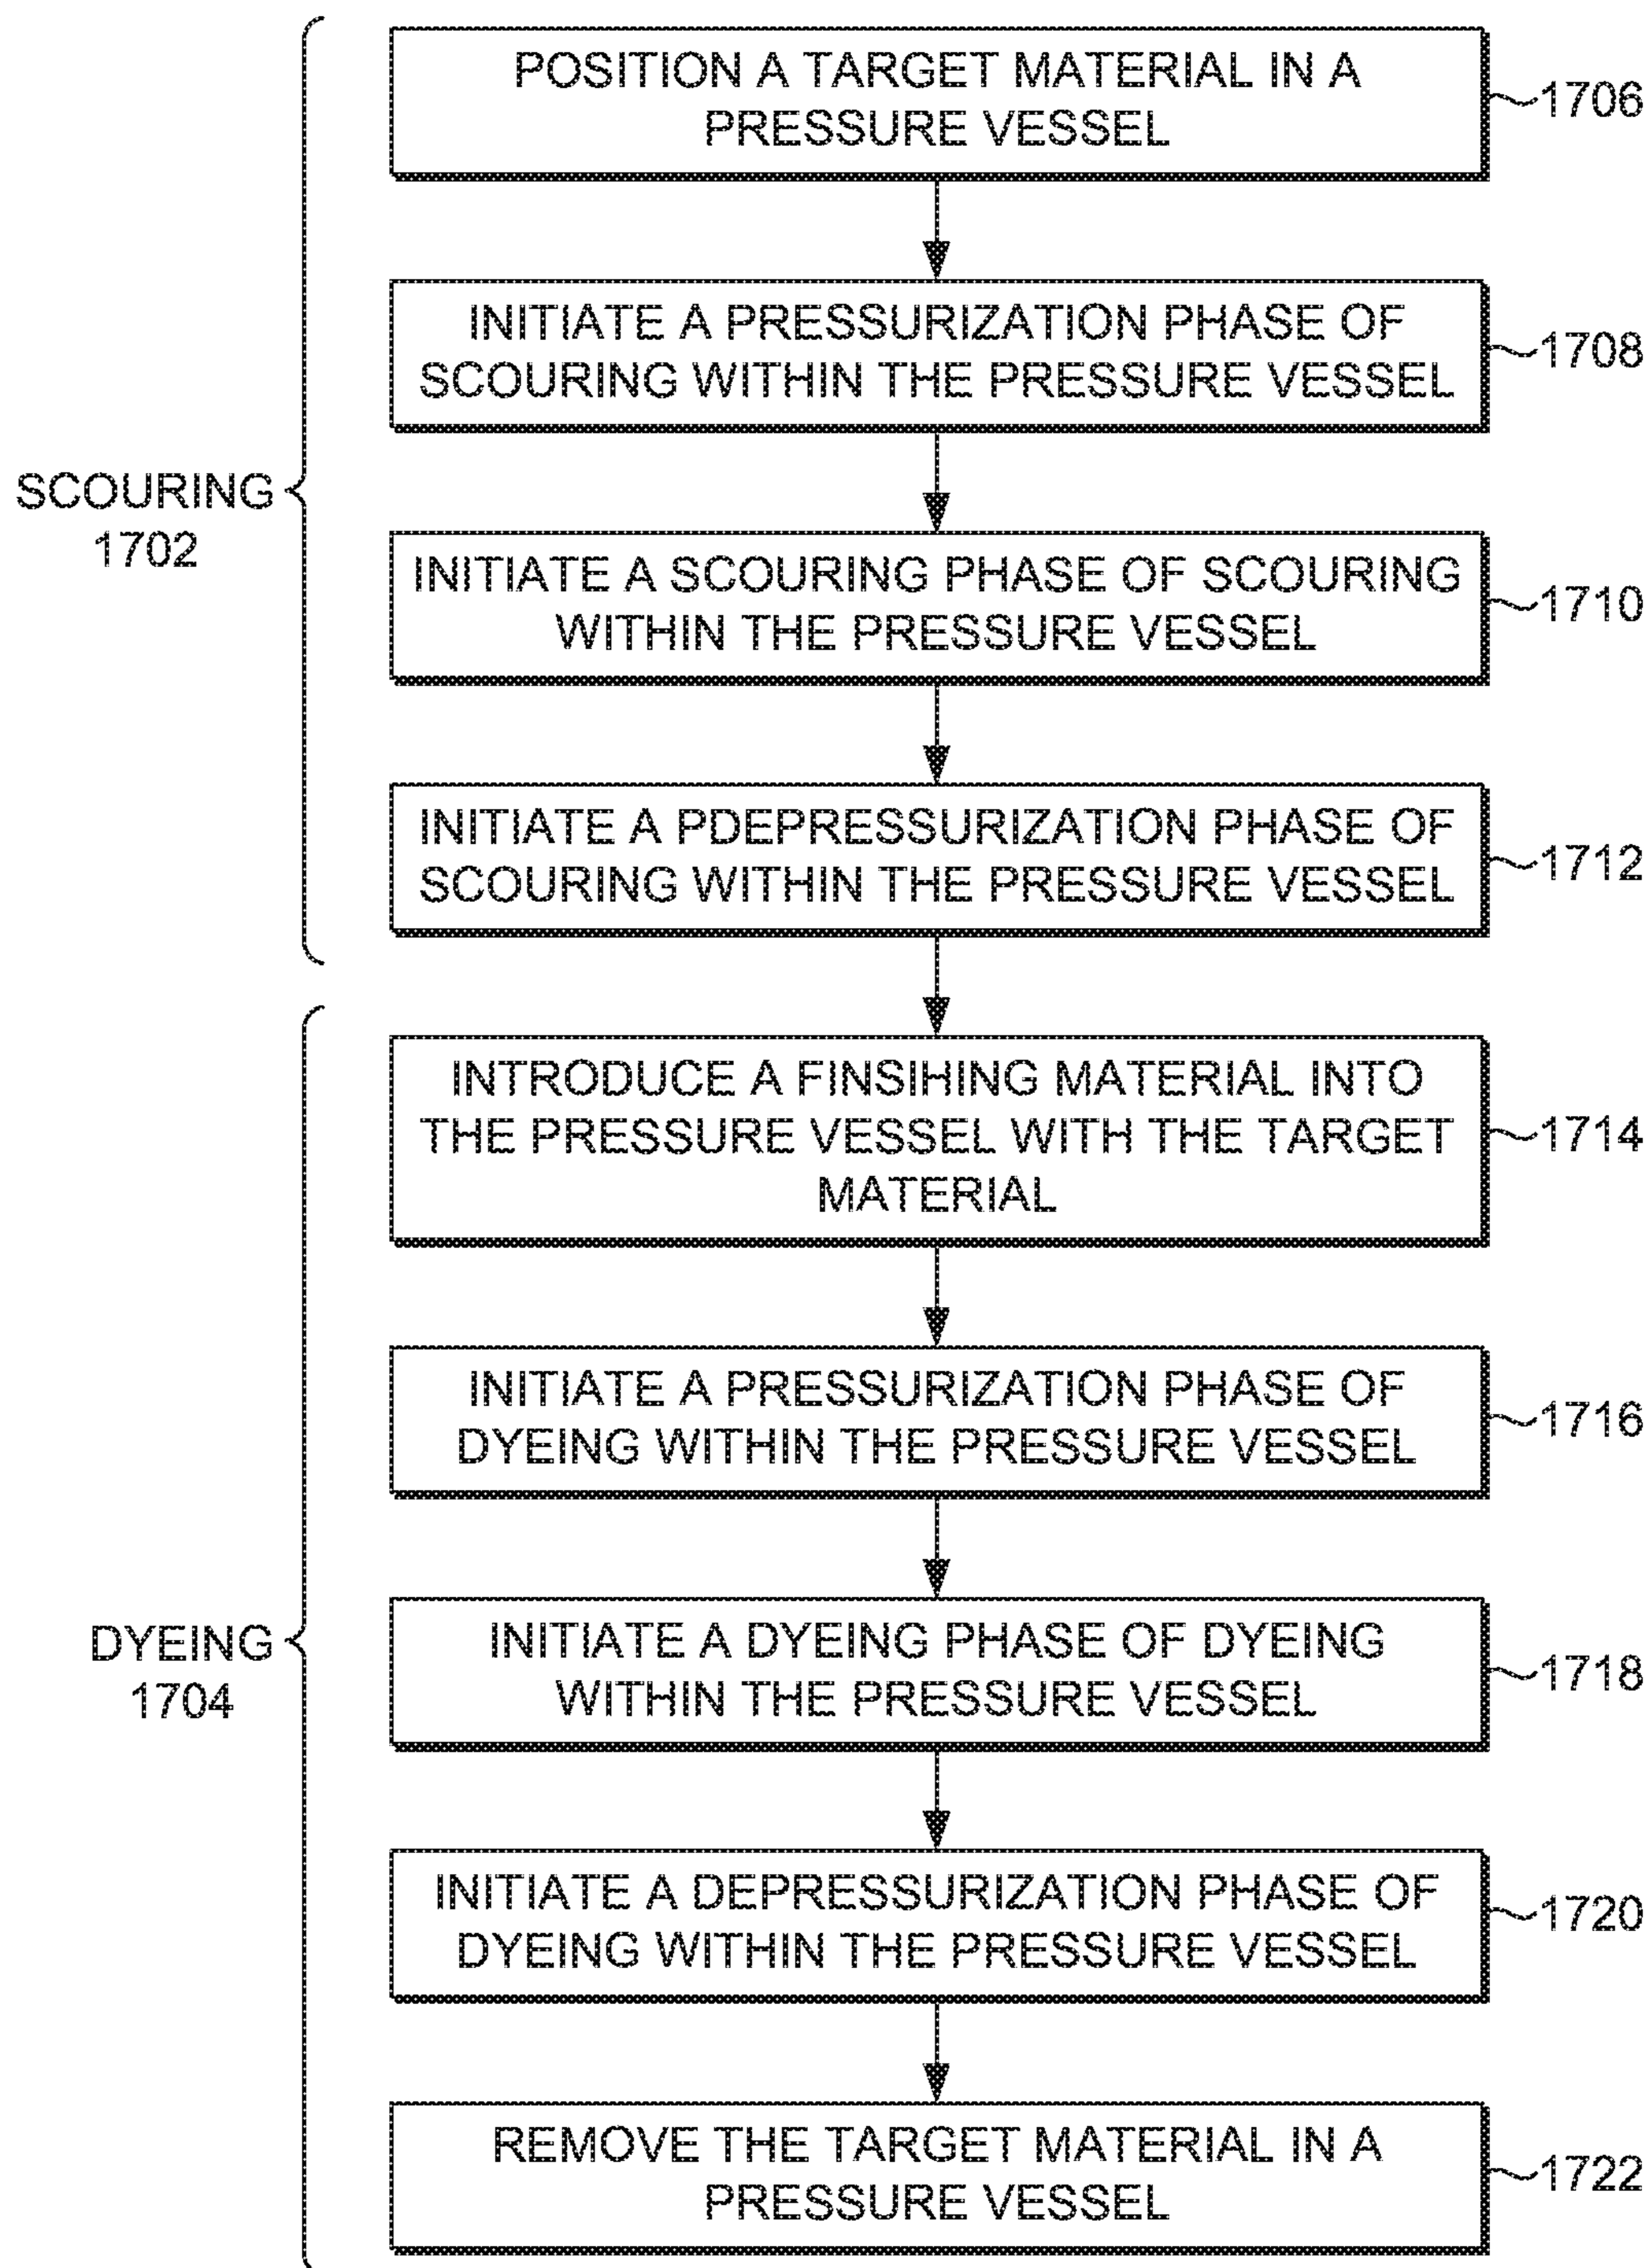 POSITION A TARGET MATERIAL IN A
PRESSURE VESSEL
1706
INITIATE A PRESSURIZATION PHASE OF
SCOURING WITHIN THE PRESSURE VESSEL
1708
SCOURING
1702
INITIATE A SCOURING PHASE OF SCOURING
WITHIN THE PRESSURE VESSEL
1710
INITIATE A PDEPRESSURIZATION PHASE OF
SCOURING WITHIN THE PRESSURE VESSEL
1712
INTRODUCE A FINSIHING MATERIAL INTO
THE PRESSURE VESSEL WITH THE TARGET
MATERIAL
1714
INITIATE A PRESSURIZATION PHASE OF
DYEING WITHIN THE PRESSURE VESSEL
1716
DYEING
1704
INITIATE A DYEING PHASE OF DYEING
WITHIN THE PRESSURE VESSEL
1718
INITIATE A DEPRESSURIZATION PHASE OF
DYEING WITHIN THE PRESSURE VESSEL
1720
REMOVE THE TARGET MATERIAL IN A
PRESSURE VESSEL
1722